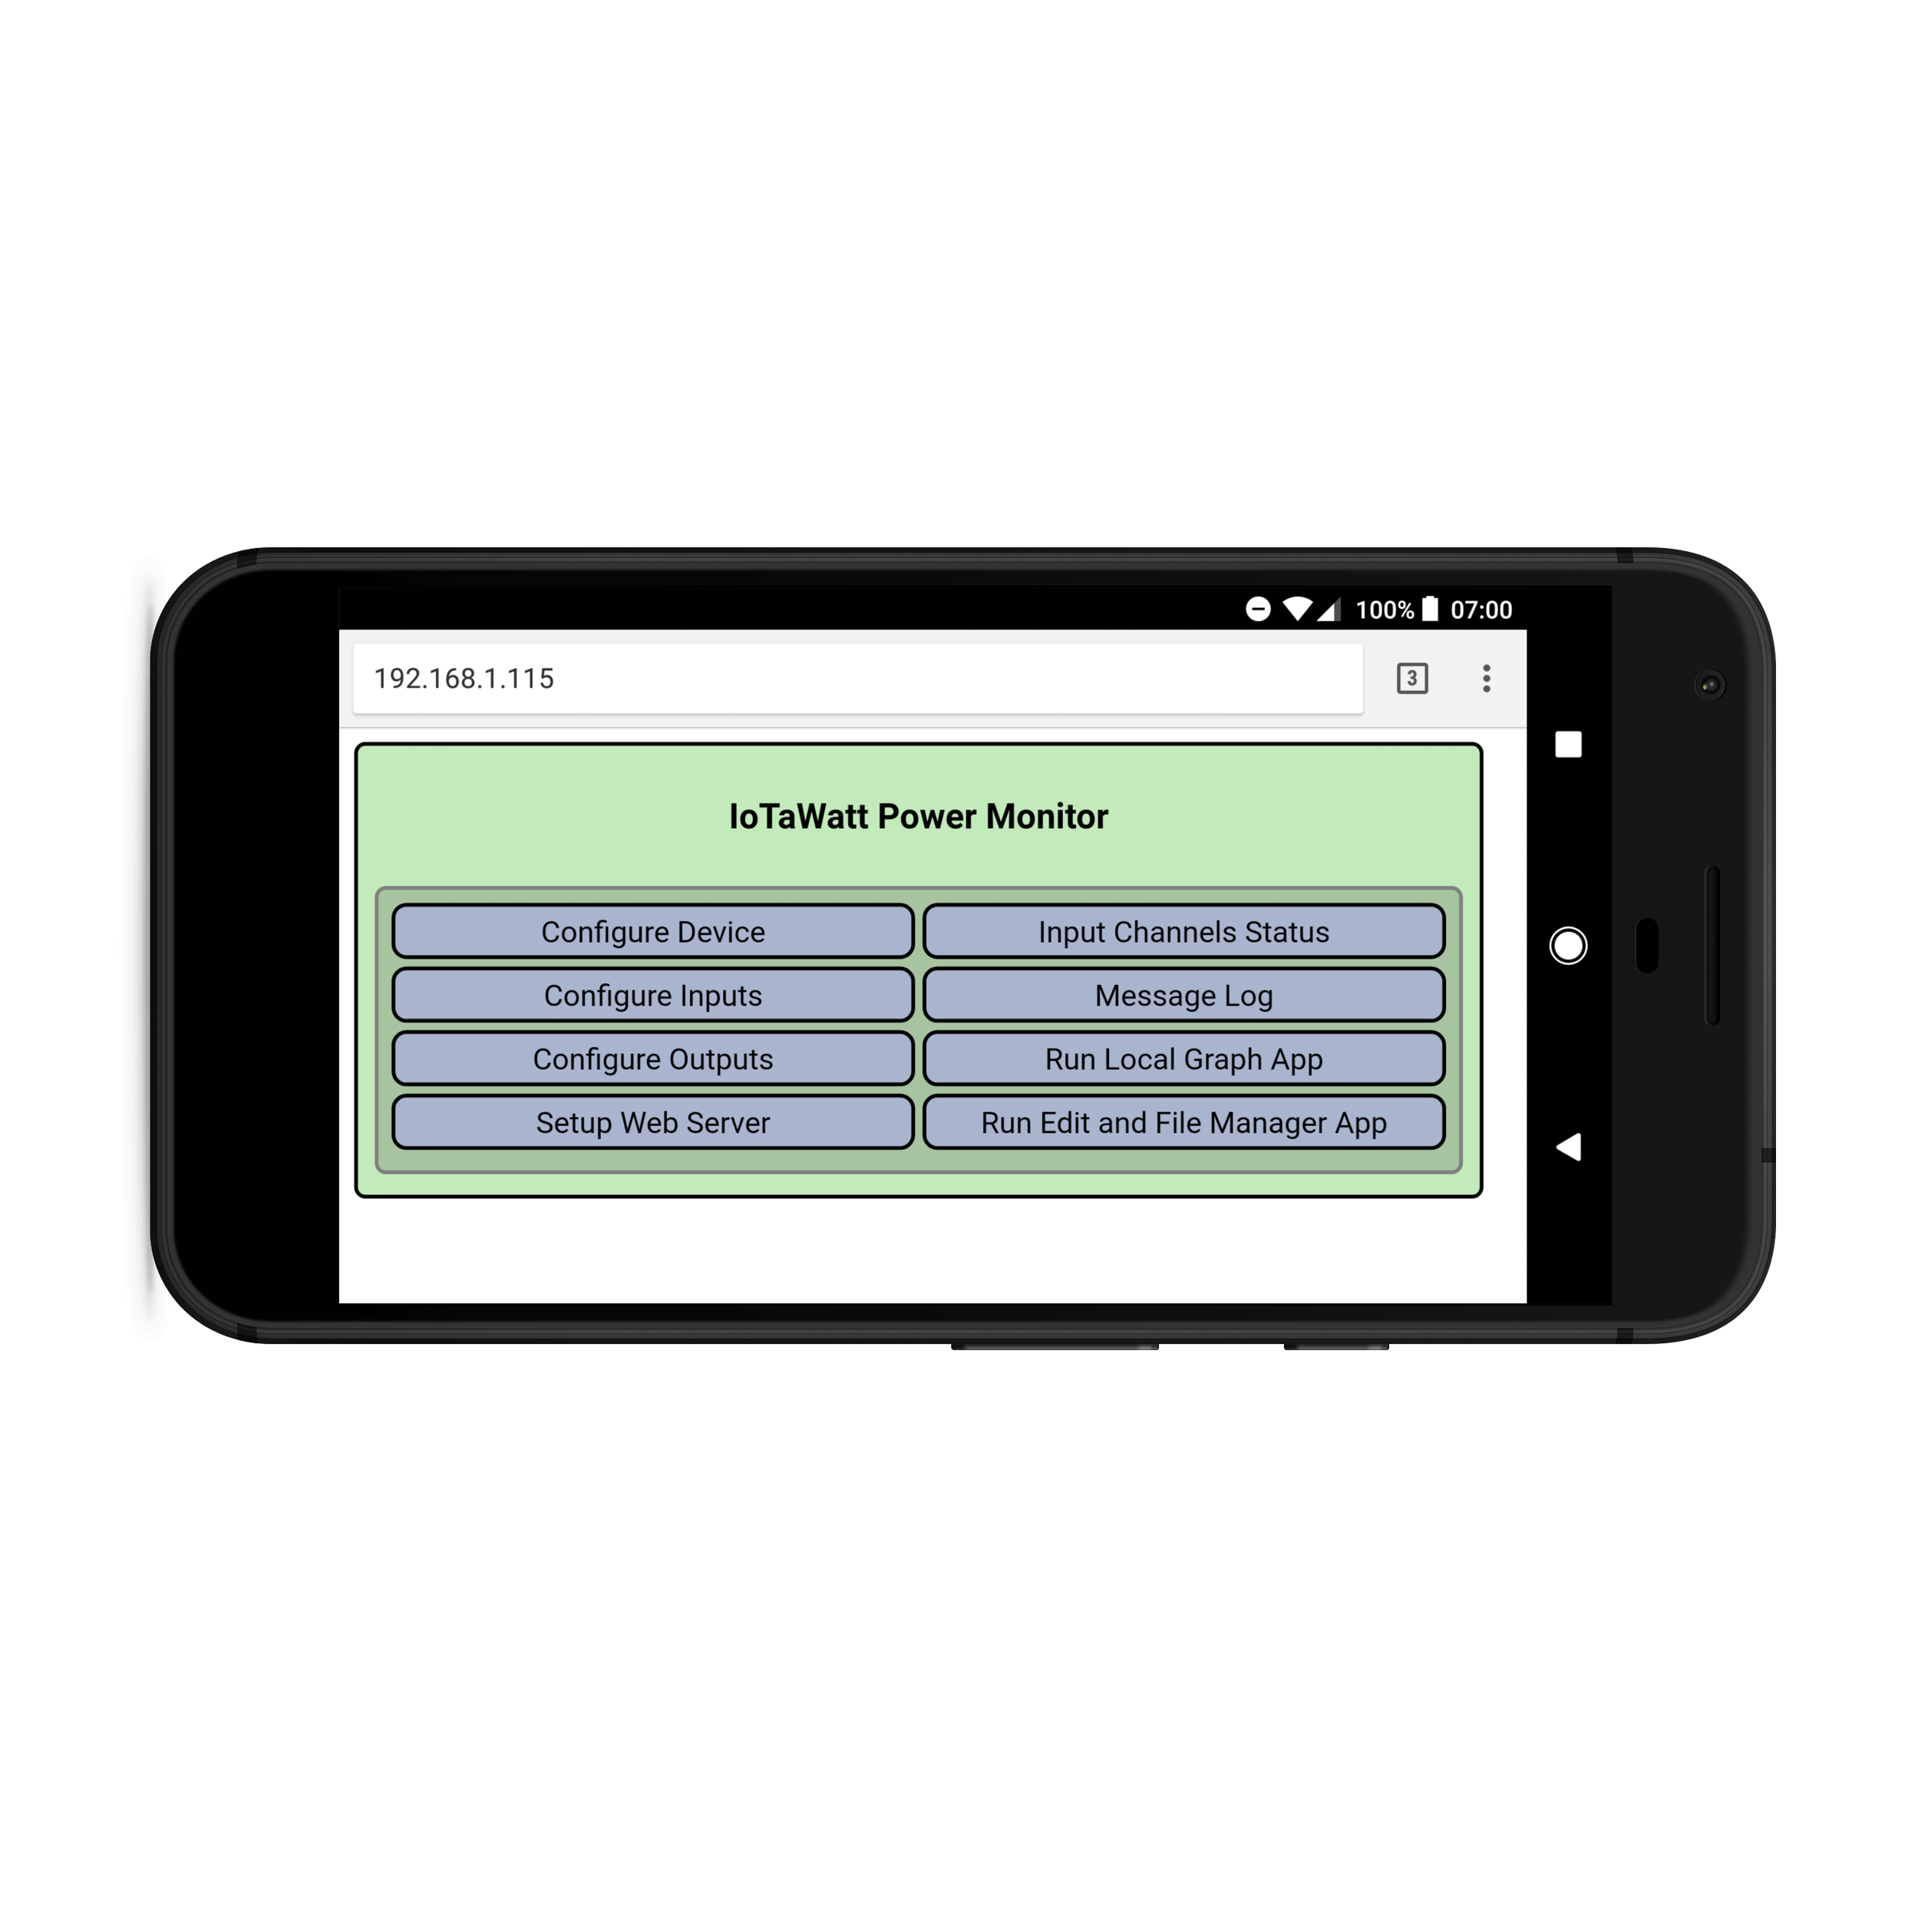 100% 07:00
192.168.1.115 3
IoTaWatt Power Monitor
Configure Device Input Channels Status
Configure Inputs Message Log
Configure Outputs Run Local Graph App
Setup Web Server Run Edit and File Manager App